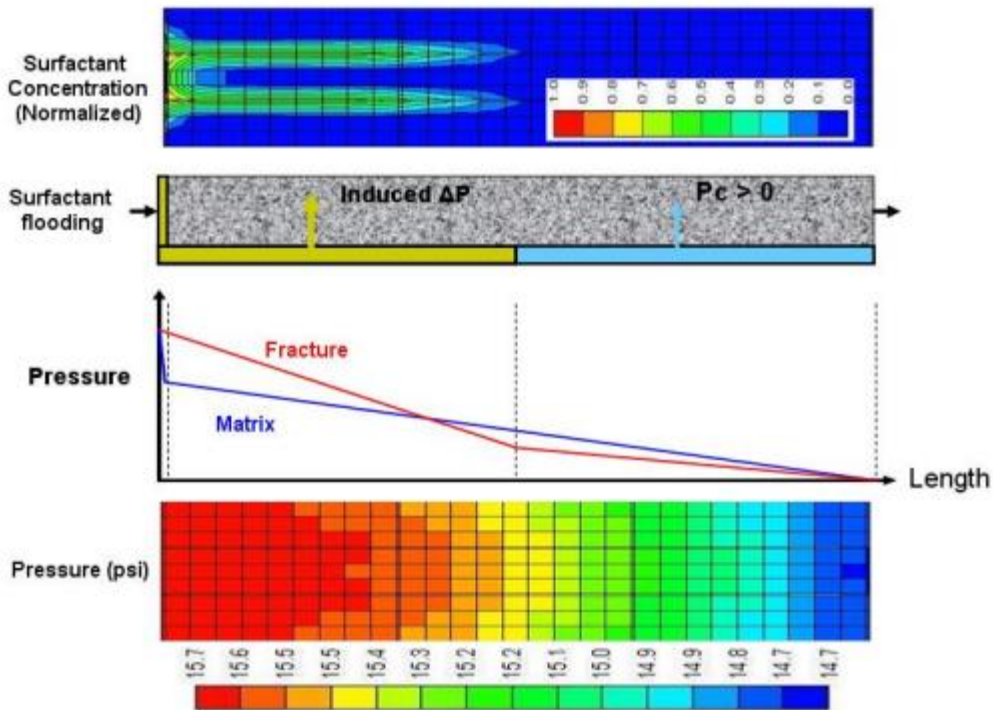 Surfactant
Concentration
(Normalized)
1.0
0.9
0.8
0.7
0.6
0.5
0.4
0.3
0.2
0.1
0.0
Surfactant
flooding
Induced ΔP
Pc > 0
Pressure
Fracture
Matrix
Length
Pressure (psi)
15.7
15.6
15.5
15.5
15.4
15.3
15.2
15.2
15.1
15.0
14.9
14.9
14.8
14.7
14.7